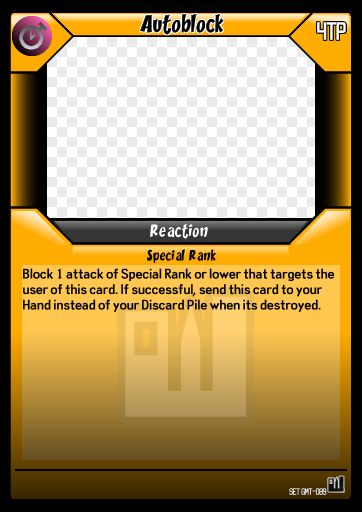 Autoblock
4TP
Reaction
Special Rank
Block 1 attack of Special Rank or lower that targets the
user of this card. If successful, send this card to your
Hand instead of your Discard Pile when its destroyed.
SET GMT-089